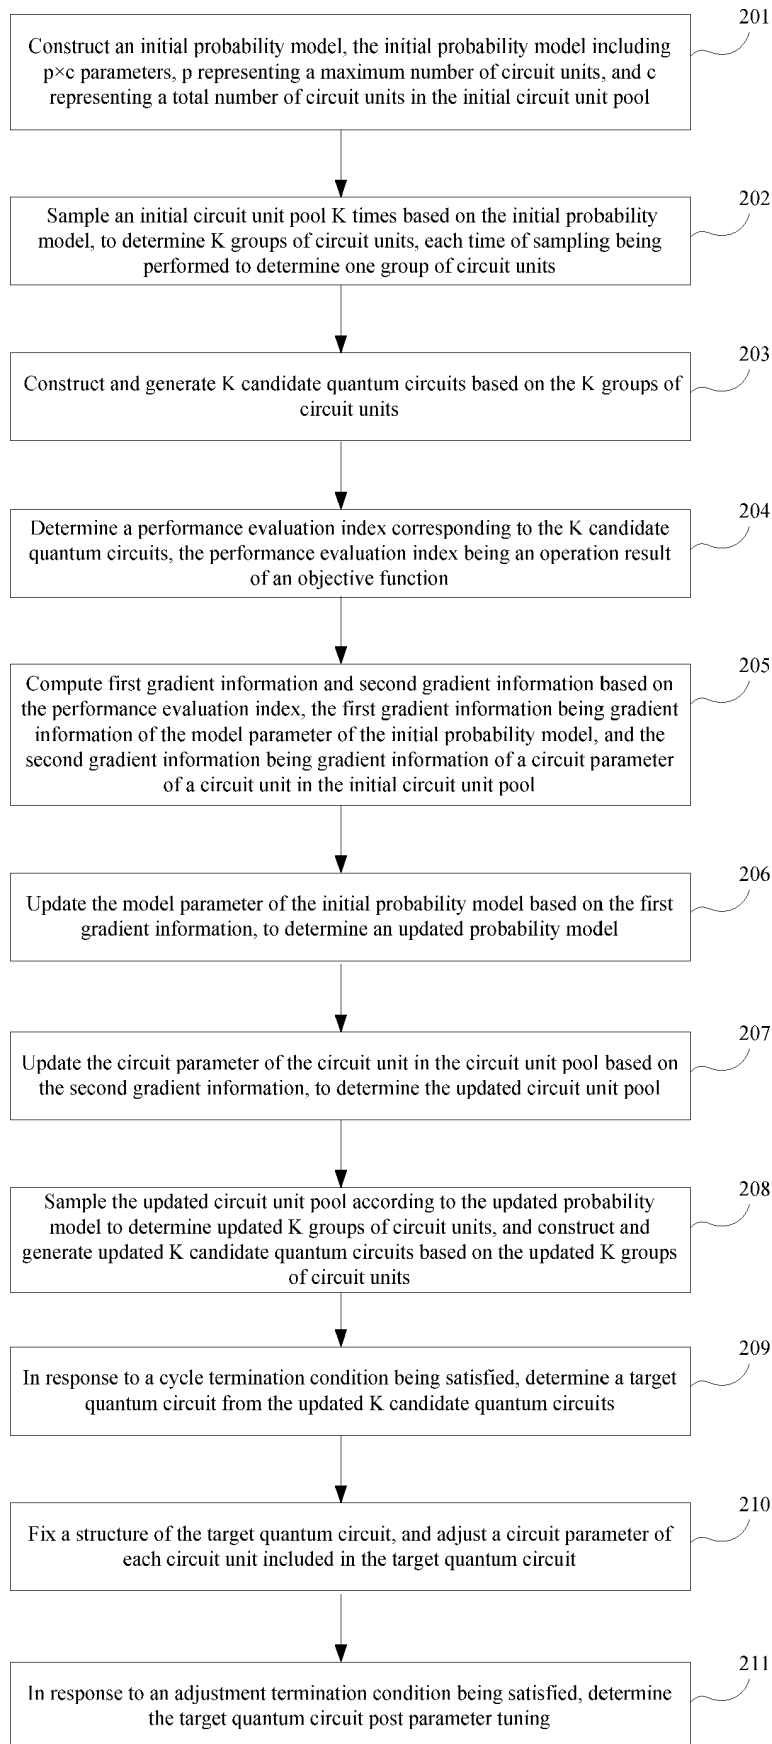 201
Construct an initial probability model, the initial probability model including
p×c parameters, p representing a maximum number of circuit units, and c
representing a total number of circuit units in the initial circuit unit pool
202
Sample an initial circuit unit pool K times based on the initial probability
model, to determine K groups of circuit units, each time of sampling being
performed to determine one group of circuit units
203
Construct and generate K candidate quantum circuits based on the K groups of
circuit units
204
Determine a performance evaluation index corresponding to the K candidate
quantum circuits, the performance evaluation index being an operation result
of an objective function
205
Compute first gradient information and second gradient information based on
the performance evaluation index, the first gradient information being gradient
information of the model parameter of the initial probability model, and the
second gradient information being gradient information of a circuit parameter
of a circuit unit in the initial circuit unit pool
206
Update the model parameter of the initial probability model based on the first
gradient information, to determine an updated probability model
207
Update the circuit parameter of the circuit unit in the circuit unit pool based on
the second gradient information, to determine the updated circuit unit pool
208
Sample the updated circuit unit pool according to the updated probability
model to determine updated K groups of circuit units, and construct and
generate updated K candidate quantum circuits based on the updated K groups
of circuit units
209
In response to a cycle termination condition being satisfied, determine a target
quantum circuit from the updated K candidate quantum circuits
210
Fix a structure of the target quantum circuit, and adjust a circuit parameter of
each circuit unit included in the target quantum circuit
211
In response to an adjustment termination condition being satisfied, determine
the target quantum circuit post parameter tuning